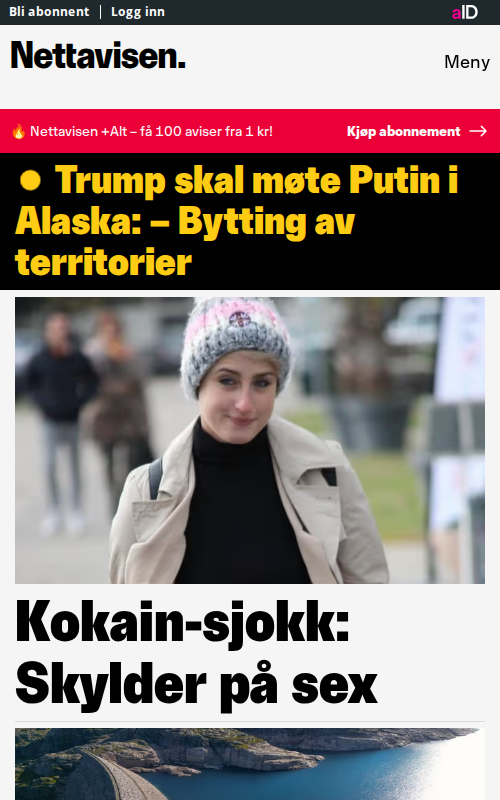 Bli abonnent | Logg inn
aID
Nettavisen.
Meny
🔥 Nettavisen +Alt – få 100 aviser fra 1 kr!
Kjøp abonnement →
Trump skal møte Putin i
Alaska: – Bytting av
territorier
Kokain-sjokk:
Skylder på sex